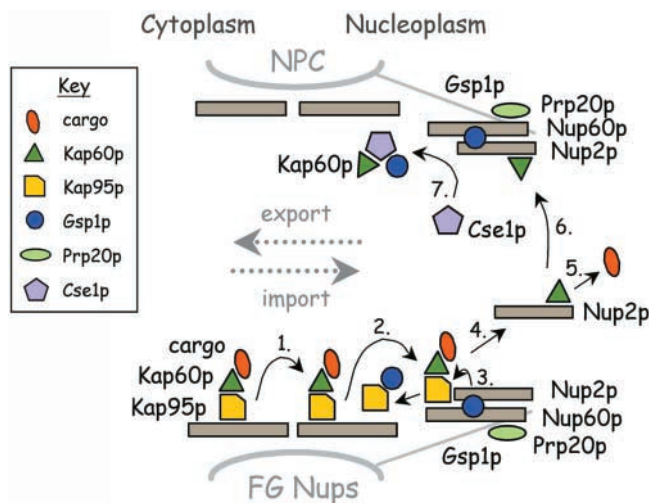 Cytoplasm Nucleoplasm
NPC
Key
cargo
Kap60p
Kap95p
Gsp1p
Prp20p
Cse1p
Gsp1p
Prp20p
Nup60p
Nup2p
Kap60p
7.
Cse1p
6.
export
import
5.
Nup2p
4.
cargo
Kap60p
Kap95p
1.
2.
3.
Nup2p
Nup60p
Prp20p
Gsp1p
FG Nups